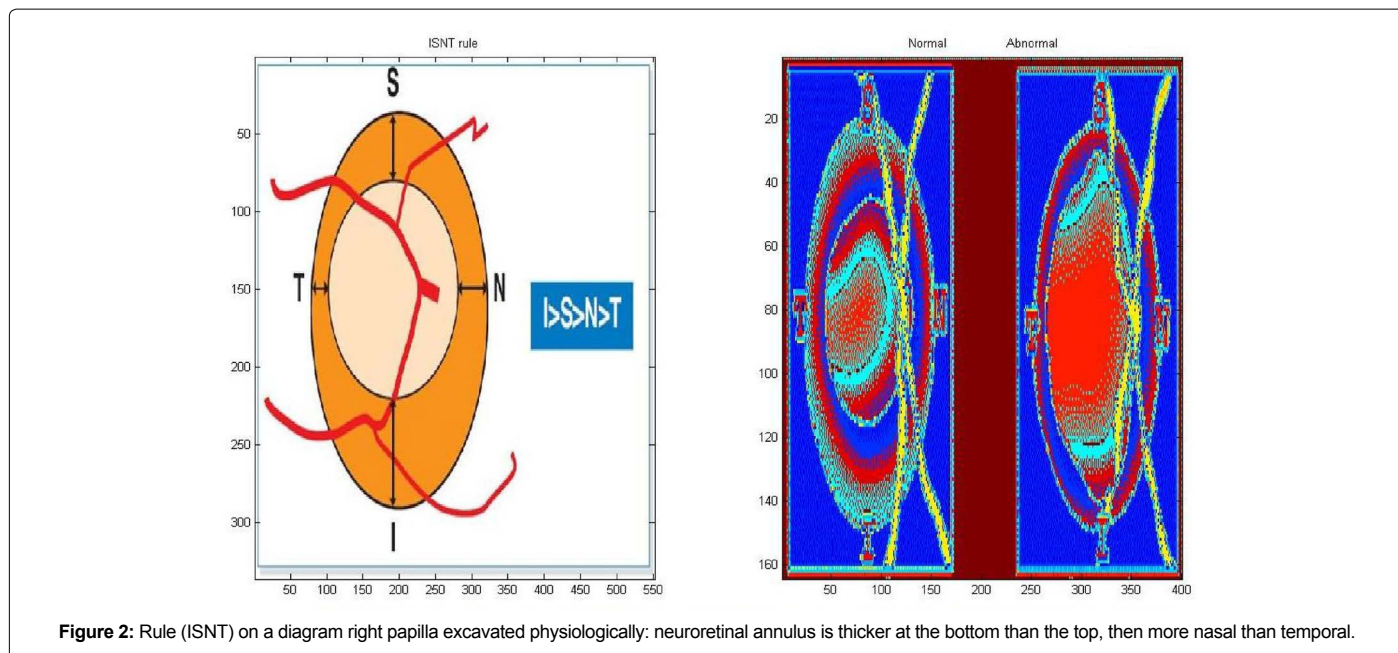 ISNT rule
S
T
N
I
I>S>N>T
50
100
150
200
250
300
50 100 150 200 250 300 350 400 450 500 550
Normal Abnormal
S
T
N
I
S
T
N
I
20
40
60
80
100
120
140
160
50 100 150 200 250 300 350 400
Figure 2: Rule (ISNT) on a diagram right papilla excavated physiologically: neuroretinal annulus is thicker at the bottom than the top, then more nasal than temporal.